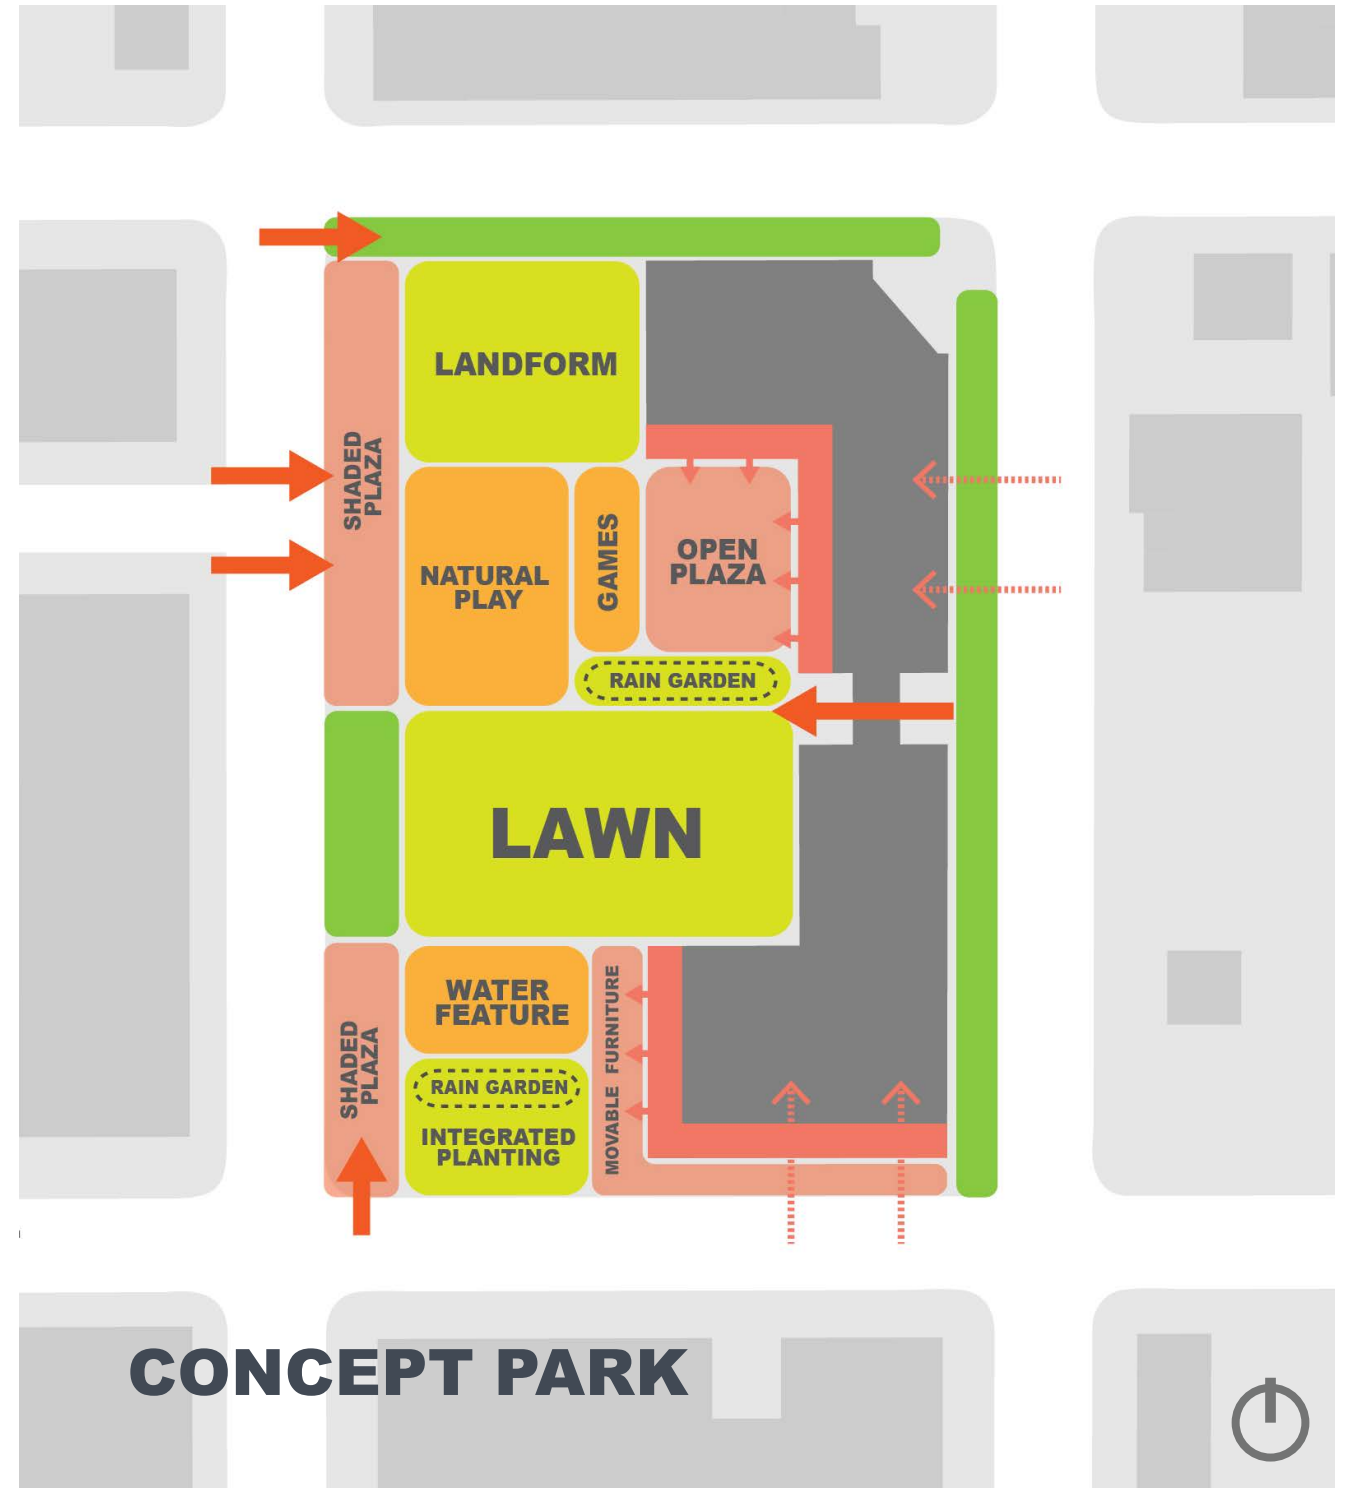 LANDFORM
SHADED
PLAZA
NATURAL
PLAY
GAMES
OPEN
PLAZA
RAIN GARDEN
LAWN
WATER
FEATURE
MOVABLE FURNITURE
SHADED
PLAZA
RAIN GARDEN
INTEGRATED
PLANTING
CONCEPT PARK